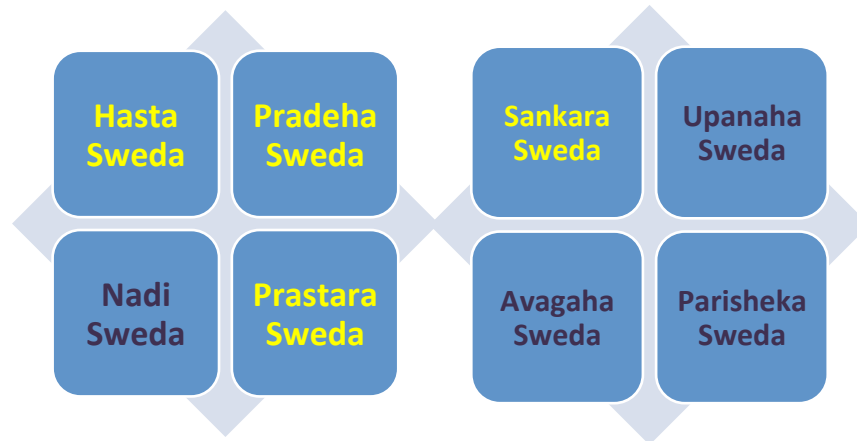 Hasta
Sweda
Pradeha
Sweda
Nadi
Sweda
Prastara
Sweda
Sankara
Sweda
Upanaha
Sweda
Avagaha
Sweda
Parisheka
Sweda